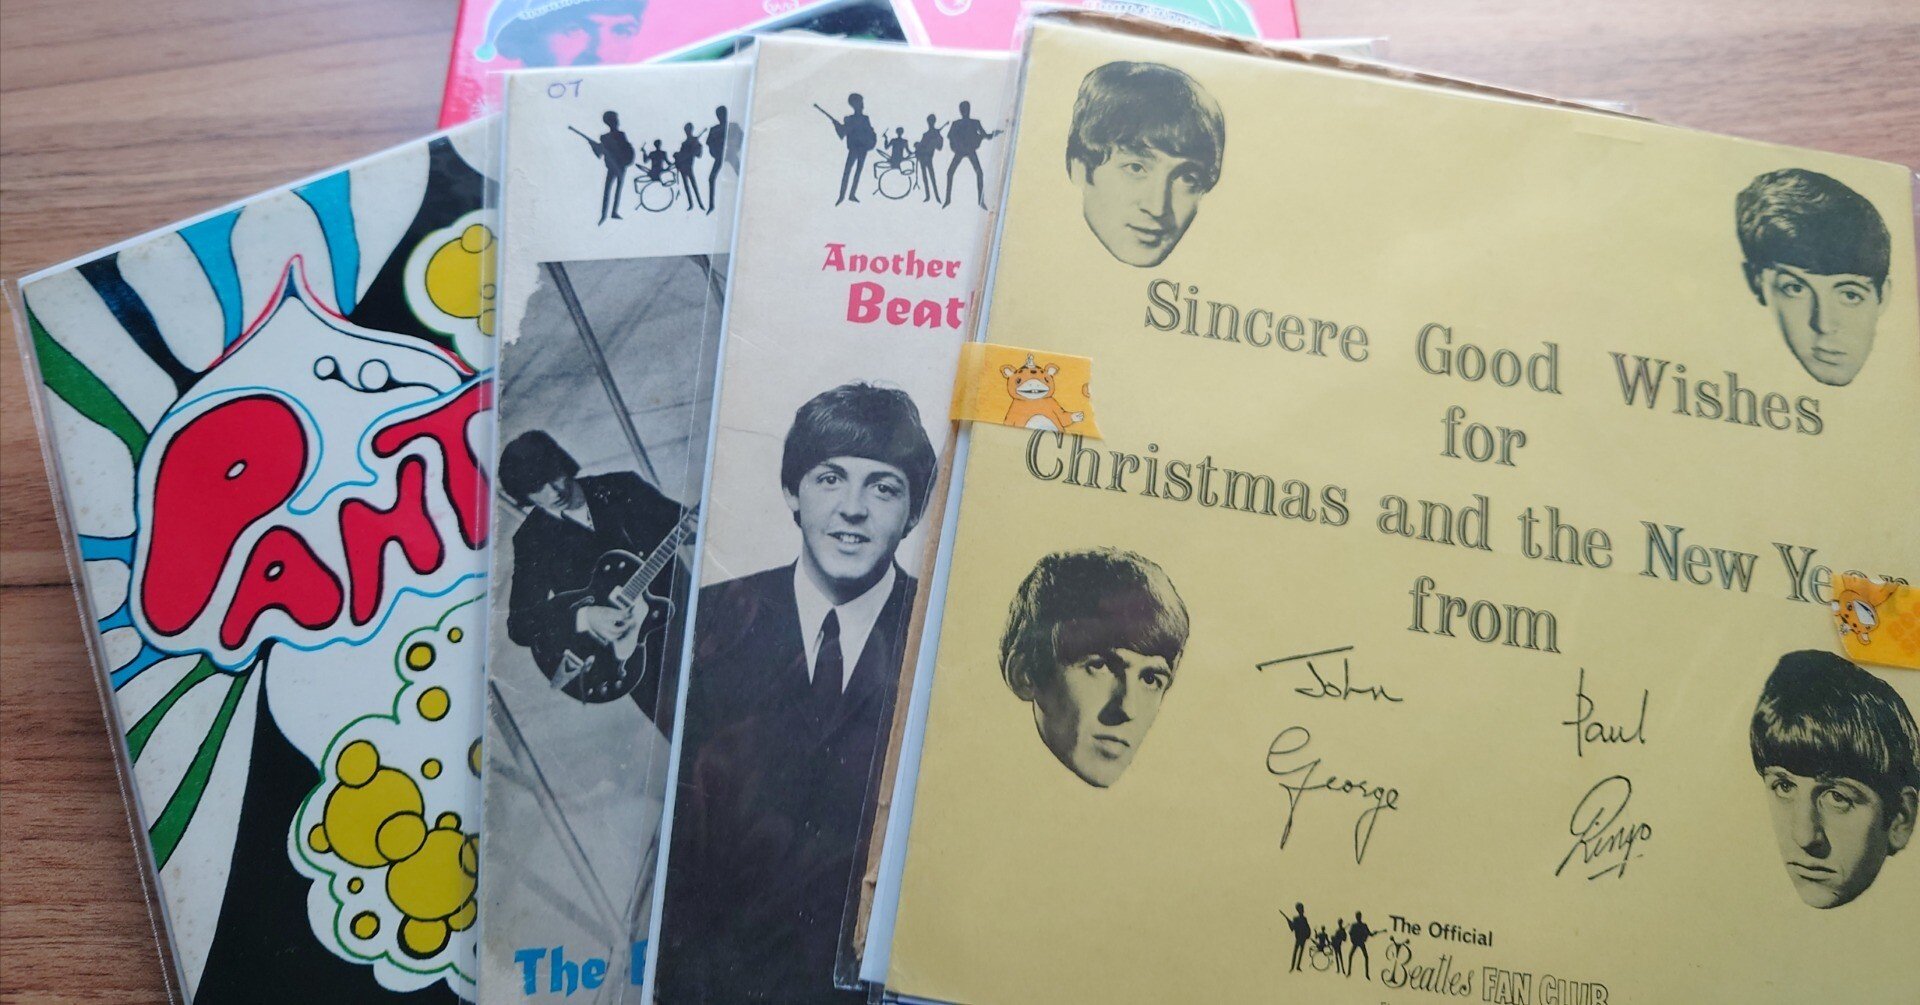 PANT
OT
The
Another
Beat
Sincere Good Wishes
for
Christmas and the New Year
from
John
Paul
George
Ringo
The Official
Beatles FAN CLUB